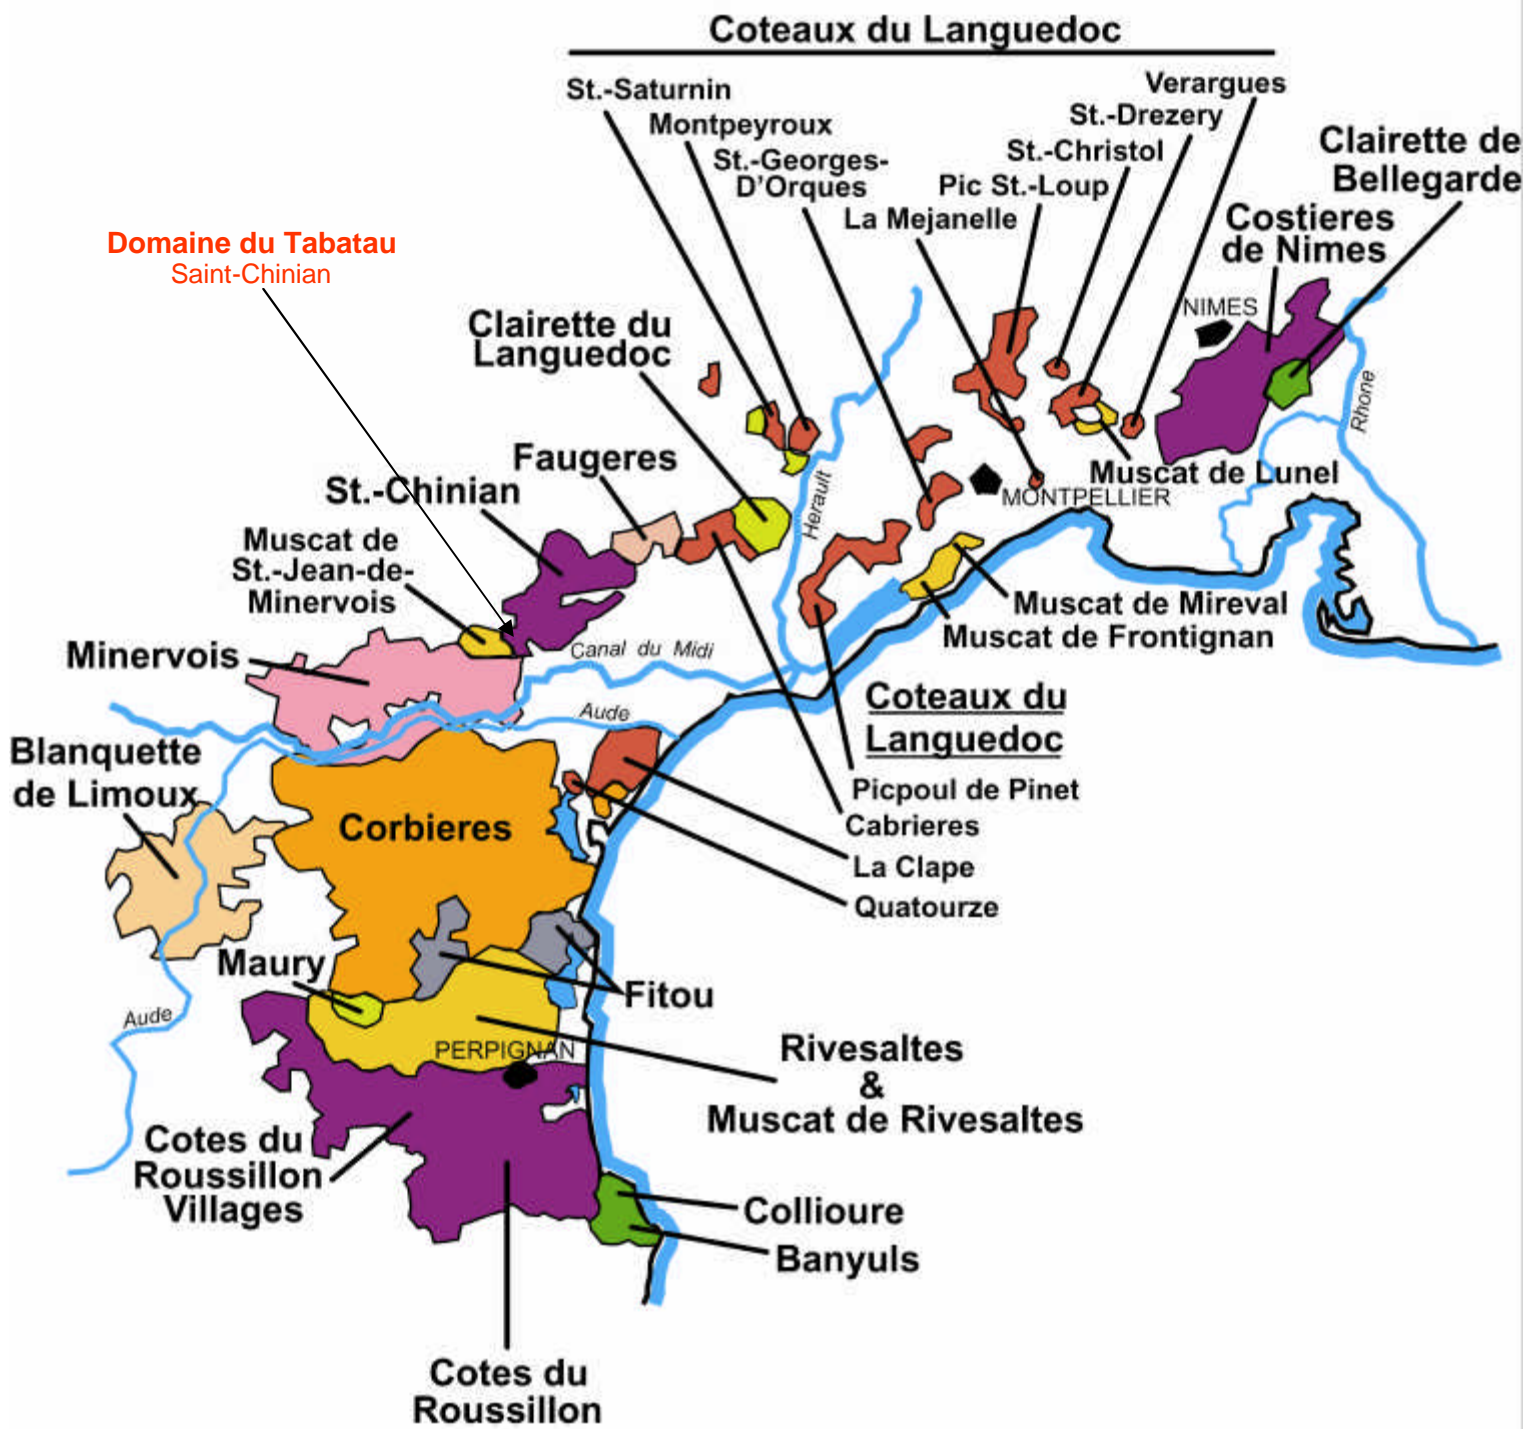 Coteaux du Languedoc
St.-Saturnin
Montpeyroux
St.-Georges-
D'Orques
La Mejanelle
Pic St.-Loup
St.-Christol
St.-Drezery
Verargues
Clairette de
Bellegarde
Costieres
de Nimes
NIMES
Rhone
Domaine du Tabatau
Saint-Chinian
Clairette du
Languedoc
Faugeres
St.-Chinian
Muscat de
St.-Jean-de-
Minervois
Minervois
Herault
Muscat de Lunel
MONTPELLIER
Muscat de Mireval
Muscat de Frontignan
Canal du Midi
Aude
Coteaux du
Languedoc
Picpoul de Pinet
Cabrieres
La Clape
Quatourze
Blanquette
de Limoux
Corbieres
Maury
Fitou
Aude
PERPIGNAN
Rivesaltes
&
Muscat de Rivesaltes
Cotes du
Roussillon
Villages
Collioure
Banyuls
Cotes du
Roussillon